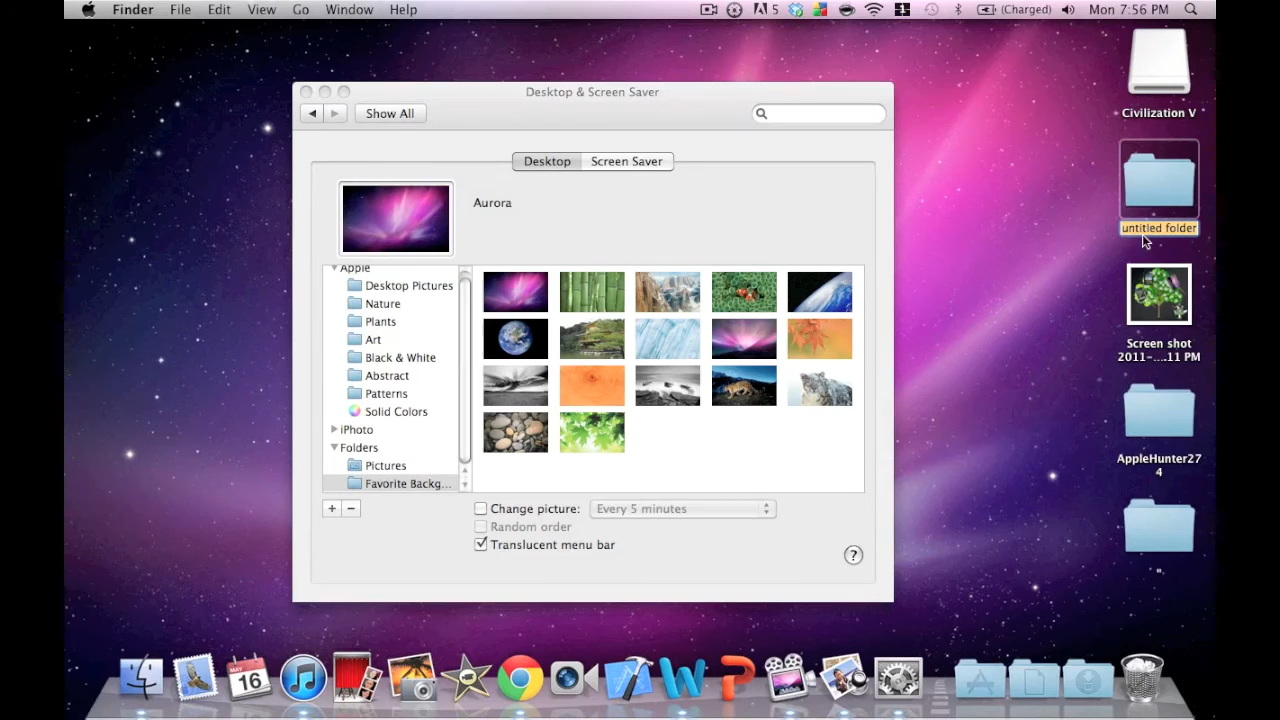 Finder File Edit View Go Window Help 5 1 (Charged) Mon 7:56 PM
Desktop & Screen Saver
Show All
Desktop Screen Saver
Aurora
Apple
Desktop Pictures
Nature
Plants
Art
Black & White
Abstract
Patterns
Solid Colors
iPhoto
Folders
Pictures
Favorite Backg...
+ −
Change picture: Every 5 minutes
Random order
Translucent menu bar
?
Civilization V
untitled folder
Screen shot
2011-....11 PM
AppleHunter27
4
..
MAY
16